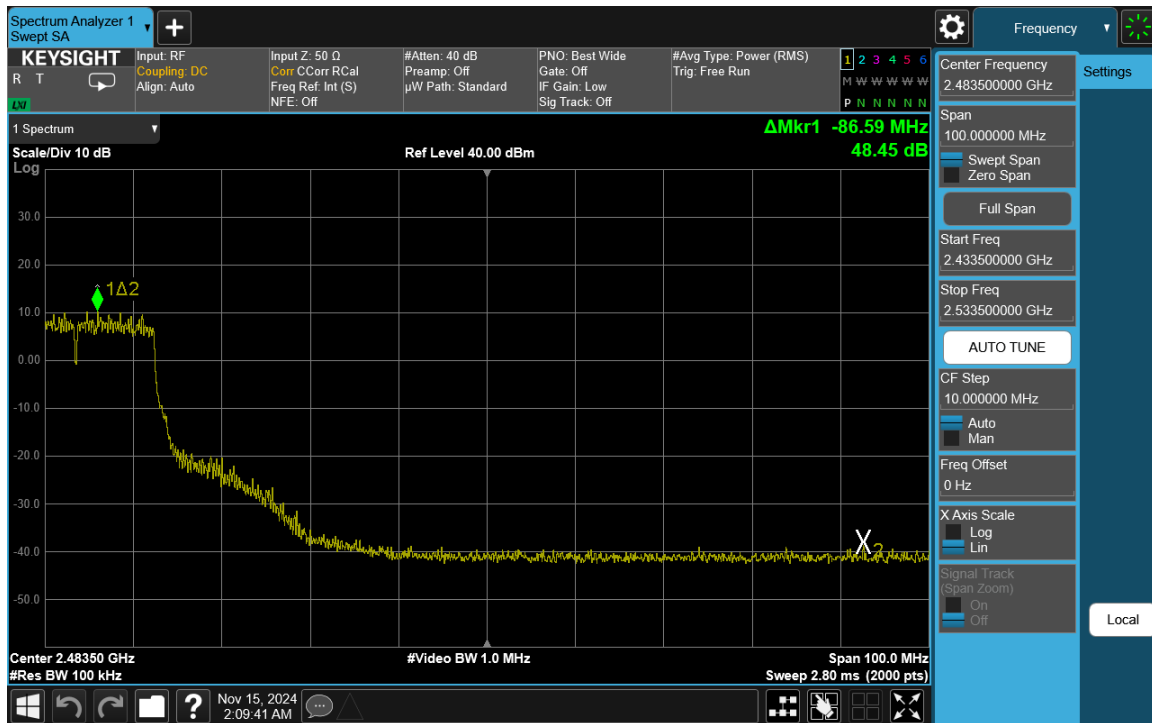 Spectrum Analyzer 1
Swept SA
Frequency
KEYSIGHT
R T
LXI
Input: RF
Coupling: DC
Align: Auto
Input Z: 50 Ω
Corr CCorr RCal
Freq Ref: Int (S)
NFE: Off
#Atten: 40 dB
Preamp: Off
µW Path: Standard
PNO: Best Wide
Gate: Off
IF Gain: Low
Sig Track: Off
#Avg Type: Power (RMS)
Trig: Free Run
1 2 3 4 5 6
M W W W W W
P N N N N N
1 Spectrum
ΔMkr1 -86.59 MHz
48.45 dB
Scale/Div 10 dB
Ref Level 40.00 dBm
Log
30.0
20.0
10.0
0.00
-10.0
-20.0
-30.0
-40.0
-50.0
1Δ2
X2
Center 2.48350 GHz
#Video BW 1.0 MHz
Span 100.0 MHz
#Res BW 100 kHz
Sweep 2.80 ms (2000 pts)
Center Frequency
2.483500000 GHz
Settings
Span
100.000000 MHz
Swept Span
Zero Span
Full Span
Start Freq
2.433500000 GHz
Stop Freq
2.533500000 GHz
AUTO TUNE
CF Step
10.000000 MHz
Auto
Man
Freq Offset
0 Hz
X Axis Scale
Log
Lin
Signal Track
(Span Zoom)
On
Off
Local
?
Nov 15, 2024
2:09:41 AM